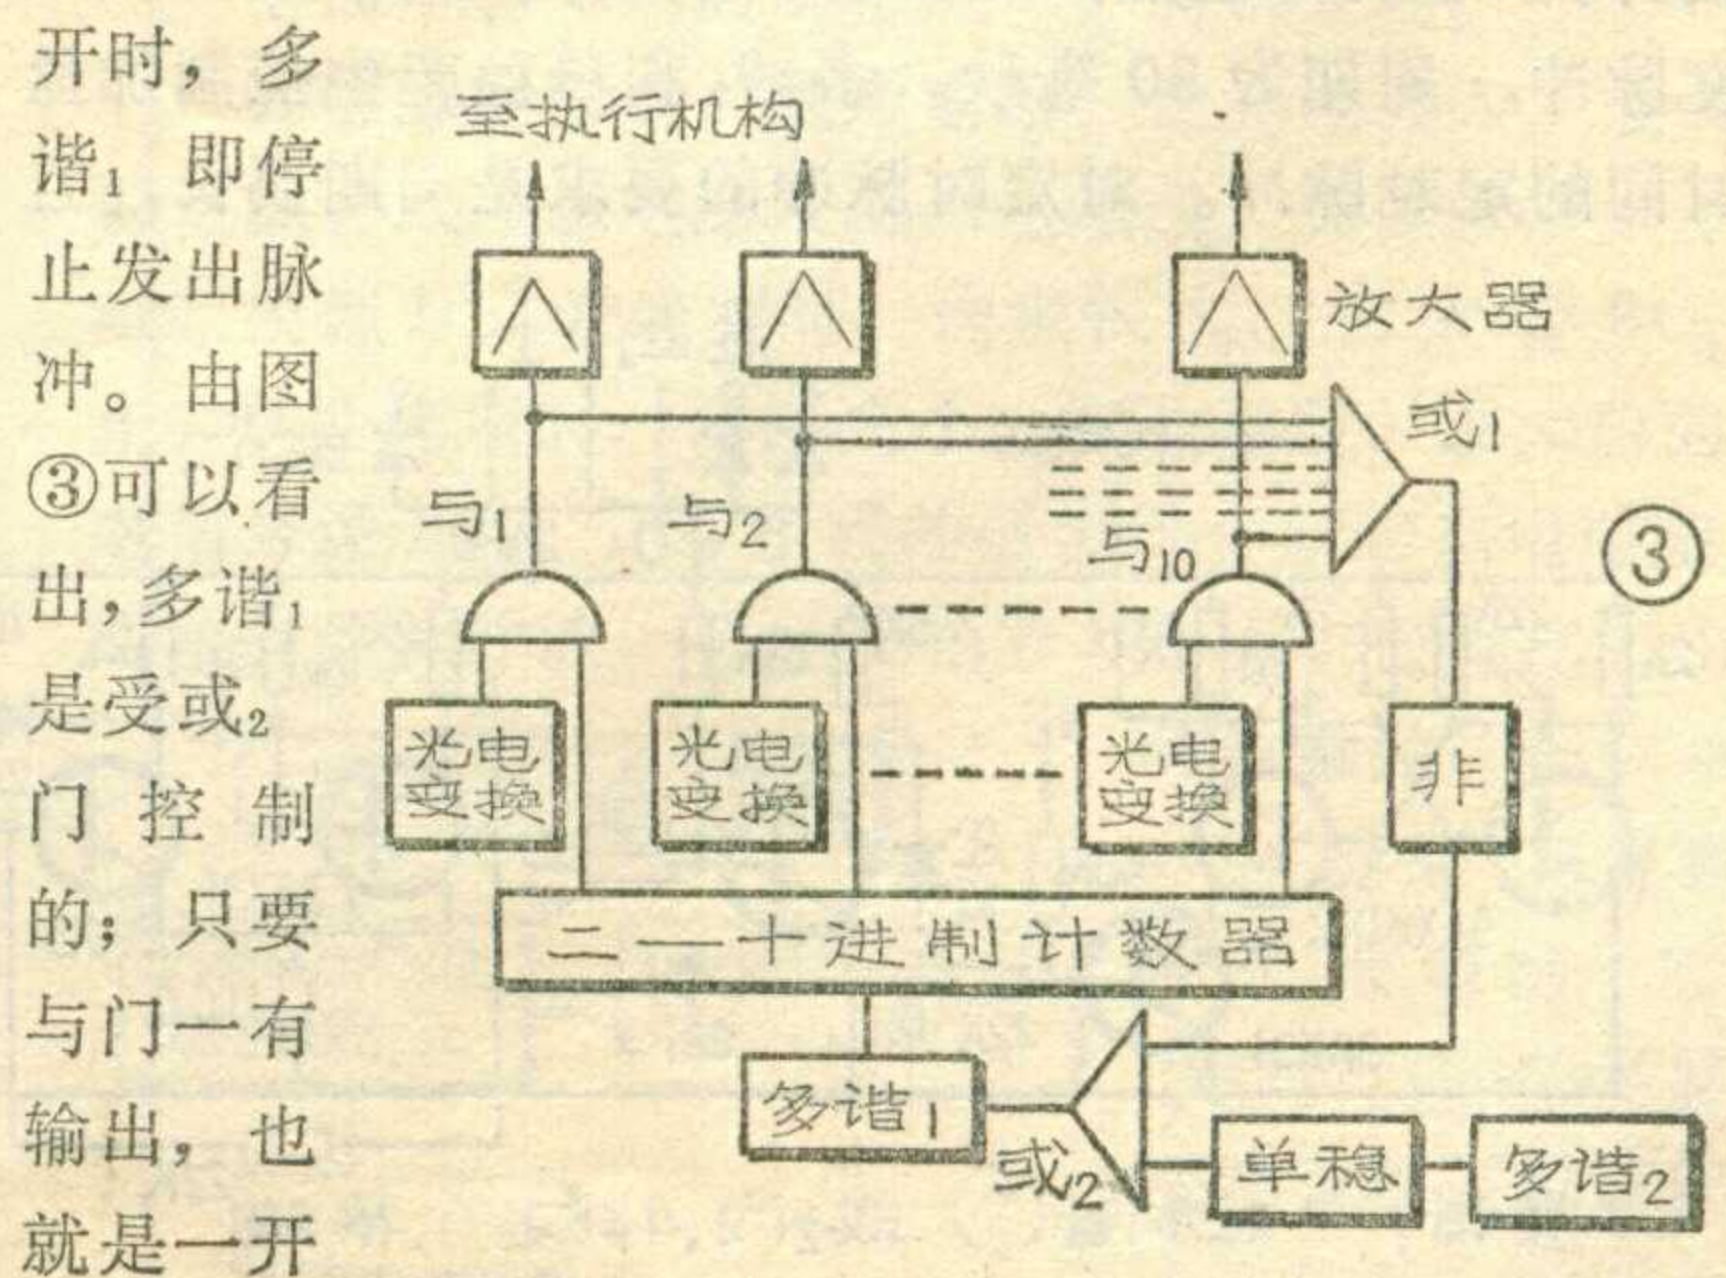 开时，多
谐₁ 即停
止发出脉
冲。由图
③可以看
出，多谐₁
是受或₂
门控制
的；只要
与门一有
输出，也
就是一开
至执行机构
放大器
或1
与1
与2
与10
③
光电
变换
光电
变换
光电
变换
非
二—十进制计数器
多谐1
或2
单稳
多谐2